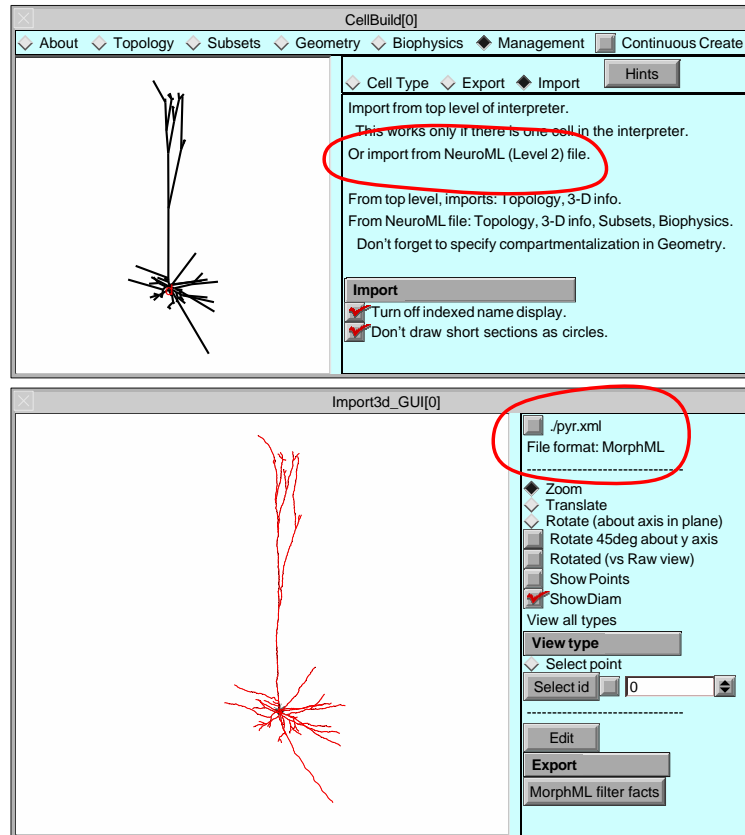 CellBuild[0]
About Topology Subsets Geometry Biophysics Management Continuous Create
Cell Type Export Import Hints
Import from top level of interpreter.
This works only if there is one cell in the interpreter.
Or import from NeuroML (Level 2) file.
From top level, imports: Topology, 3-D info.
From NeuroML file: Topology, 3-D info, Subsets, Biophysics.
Don't forget to specify compartmentalization in Geometry.
Import
Turn off indexed name display.
Don't draw short sections as circles.
Import3d_GUI[0]
./pyr.xml
File format: MorphML
-------------------------------
Zoom
Translate
Rotate (about axis in plane)
Rotate 45deg about y axis
Rotated (vs Raw view)
Show Points
ShowDiam
View all types
View type
Select point
Select id 0
-------------------------------
Edit
Export
MorphML filter facts